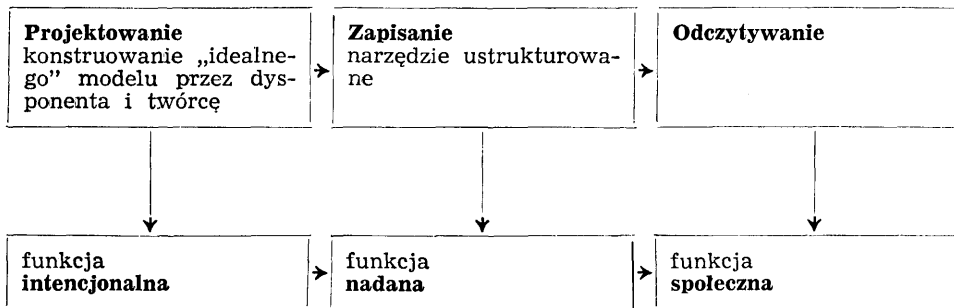 Projektowanie
konstruowanie „idealne-
go” modelu przez dys-
ponenta i twórcę
Zapisanie
narzędzie ustrukturowa-
ne
Odczytywanie
funkcja
intencjonalna
funkcja
nadana
funkcja
społeczna